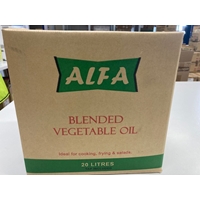 ALFA
BLENDED
VEGETABLE OIL
Ideal for cooking, frying & salads
20 LITRES